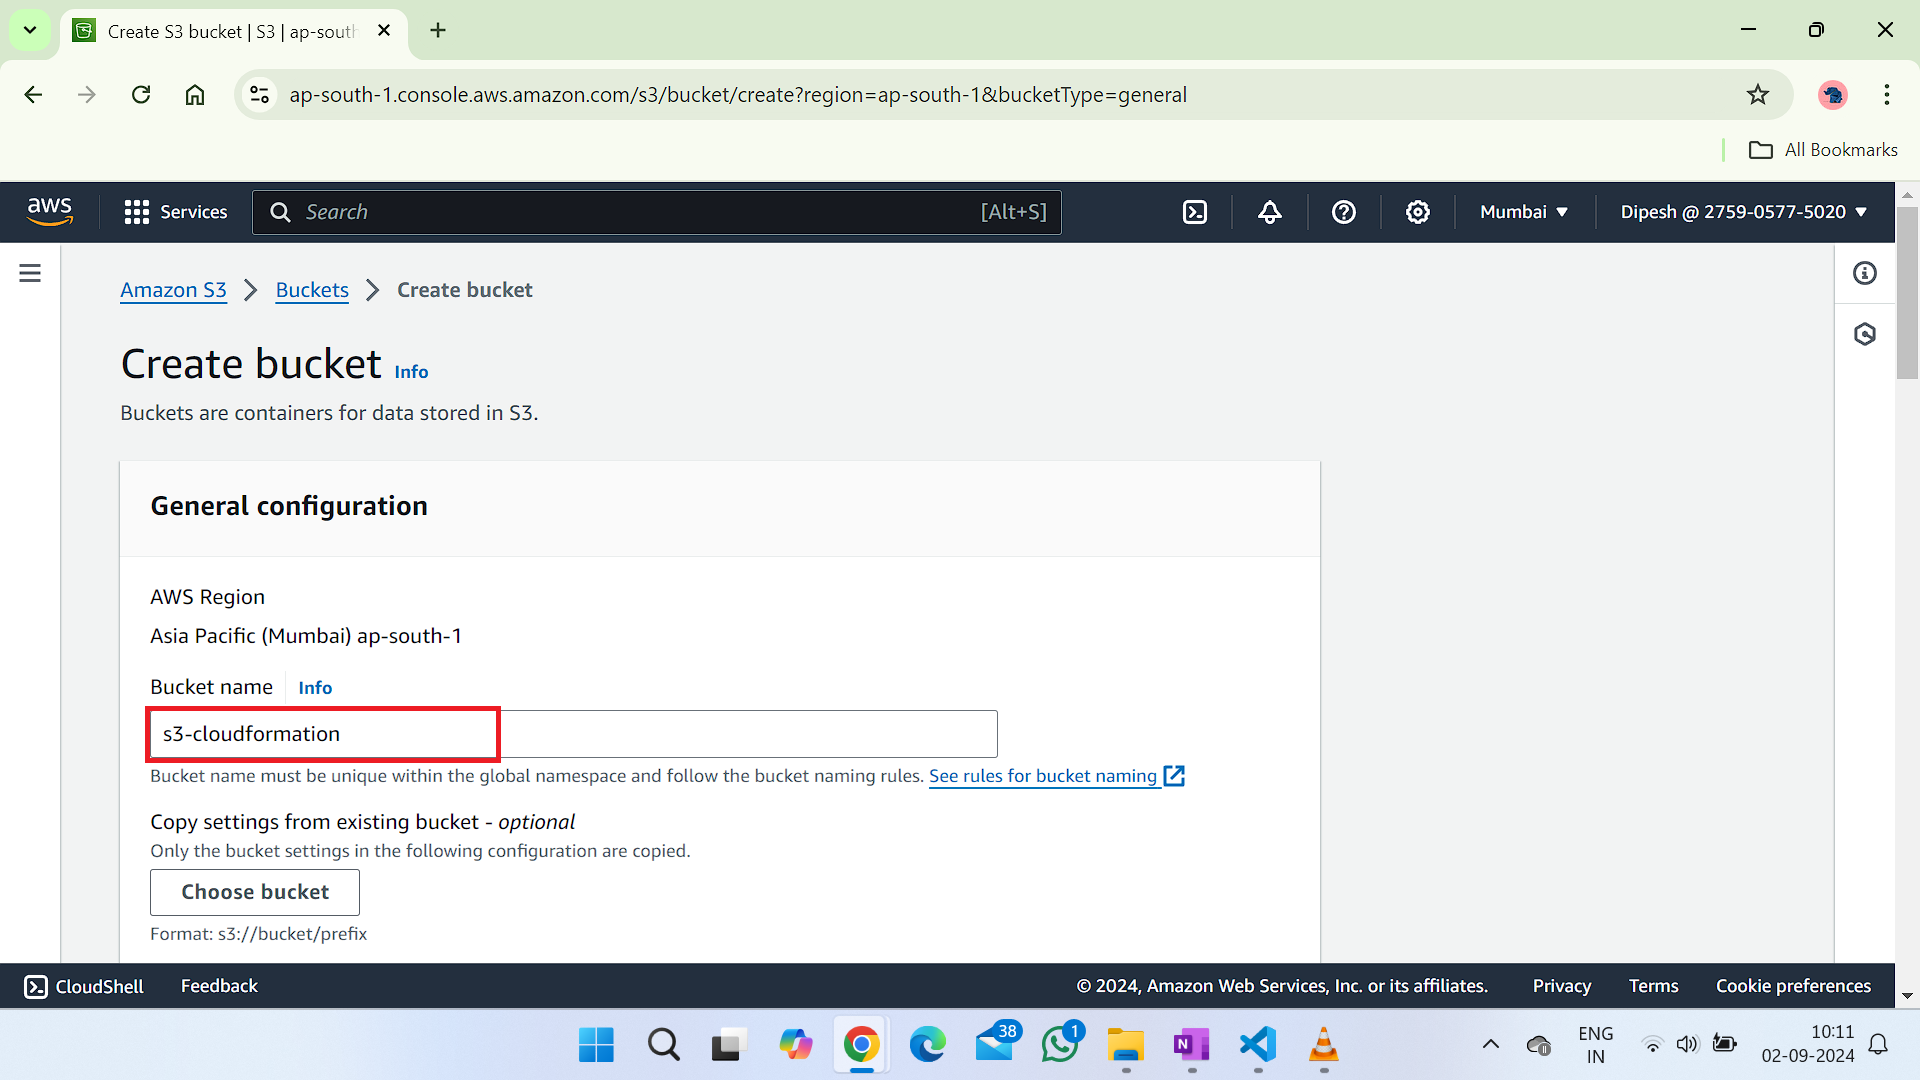 Create S3 bucket | S3 | ap-south
ap-south-1.console.aws.amazon.com/s3/bucket/create?region=ap-south-1&bucketType=general
All Bookmarks
aws Services Search [Alt+S] Mumbai Dipesh @ 2759-0577-5020
Amazon S3 Buckets Create bucket
Create bucket Info
Buckets are containers for data stored in S3.
General configuration
AWS Region
Asia Pacific (Mumbai) ap-south-1
Bucket name Info
s3-cloudformation
Bucket name must be unique within the global namespace and follow the bucket naming rules. See rules for bucket naming
Copy settings from existing bucket - optional
Only the bucket settings in the following configuration are copied.
Choose bucket
Format: s3://bucket/prefix
CloudShell Feedback © 2024, Amazon Web Services, Inc. or its affiliates. Privacy Terms Cookie preferences
38 1 N ENG 10:11
IN 02-09-2024